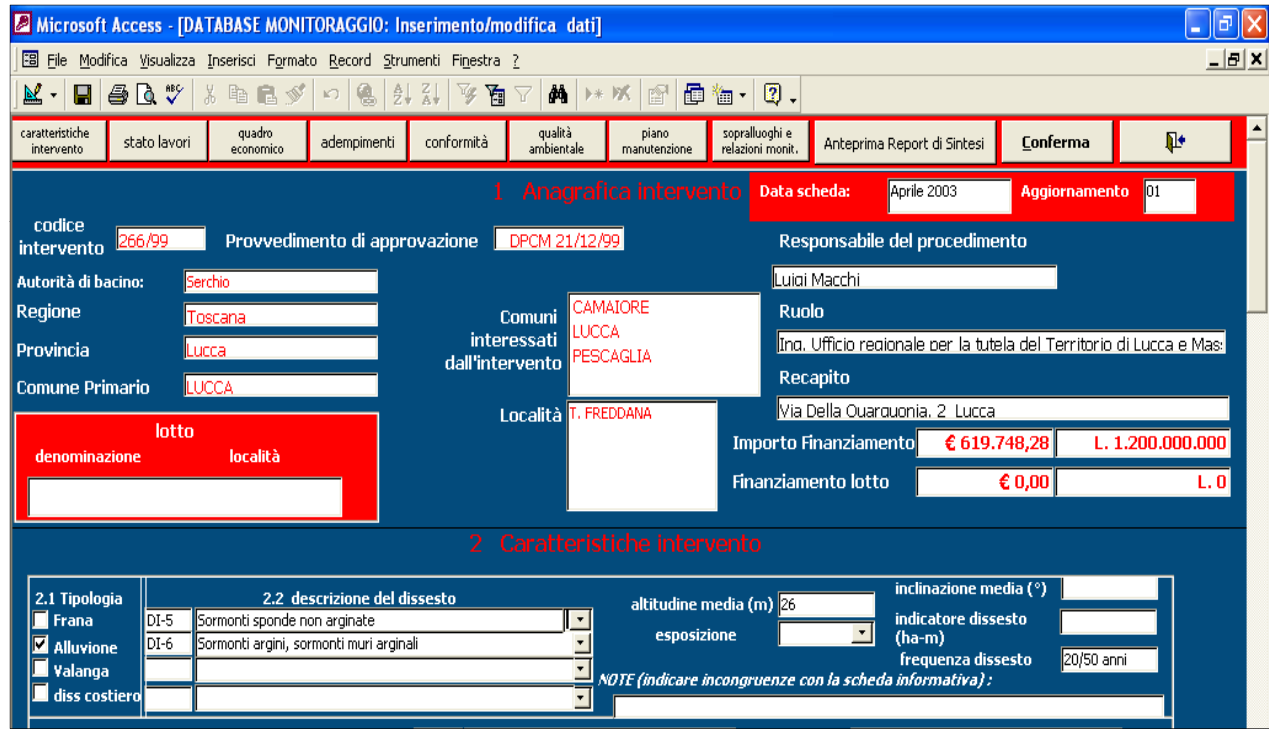 Microsoft Access - [DATABASE MONITORAGGIO: Inserimento/modifica dati]
File Modifica Visualizza Inserisci Formato Record Strumenti Finestra ?
caratteristiche intervento
stato lavori
quadro economico
adempimenti
conformità
qualità ambientale
piano manutenzione
sopralluoghi e relazioni monit.
Anteprima Report di Sintesi
Conferma
1 Anagrafica intervento
Data scheda: Aprile 2003 Aggiornamento 01
codice intervento 266/99 Provvedimento di approvazione DPCM 21/12/99
Responsabile del procedimento
Luigi Macchi
Autorità di bacino: Serchio
Regione Toscana
Provincia Lucca
Comune Primario LUCCA
Comuni interessati dall'intervento
CAMAIORE
LUCCA
PESCAGLIA
Ruolo
Ing. Ufficio regionale per la tutela del Territorio di Lucca e Mas
Recapito
Via Della Quarquonia, 2 Lucca
Località T. FREDDANA
lotto
denominazione località
Importo Finanziamento € 619.748,28 L. 1.200.000.000
Finanziamento lotto € 0,00 L. 0
2 Caratteristiche intervento
2.1 Tipologia
Frana
Alluvione
Valanga
diss costiero
2.2 descrizione del dissesto
DI-5 Sormonti sponde non arginate
DI-6 Sormonti argini, sormonti muri arginali
altitudine media (m) 26
esposizione
inclinazione media (°)
indicatore dissesto (ha-m)
frequenza dissesto 20/50 anni
NOTE (indicare incongruenze con la scheda informativa) :